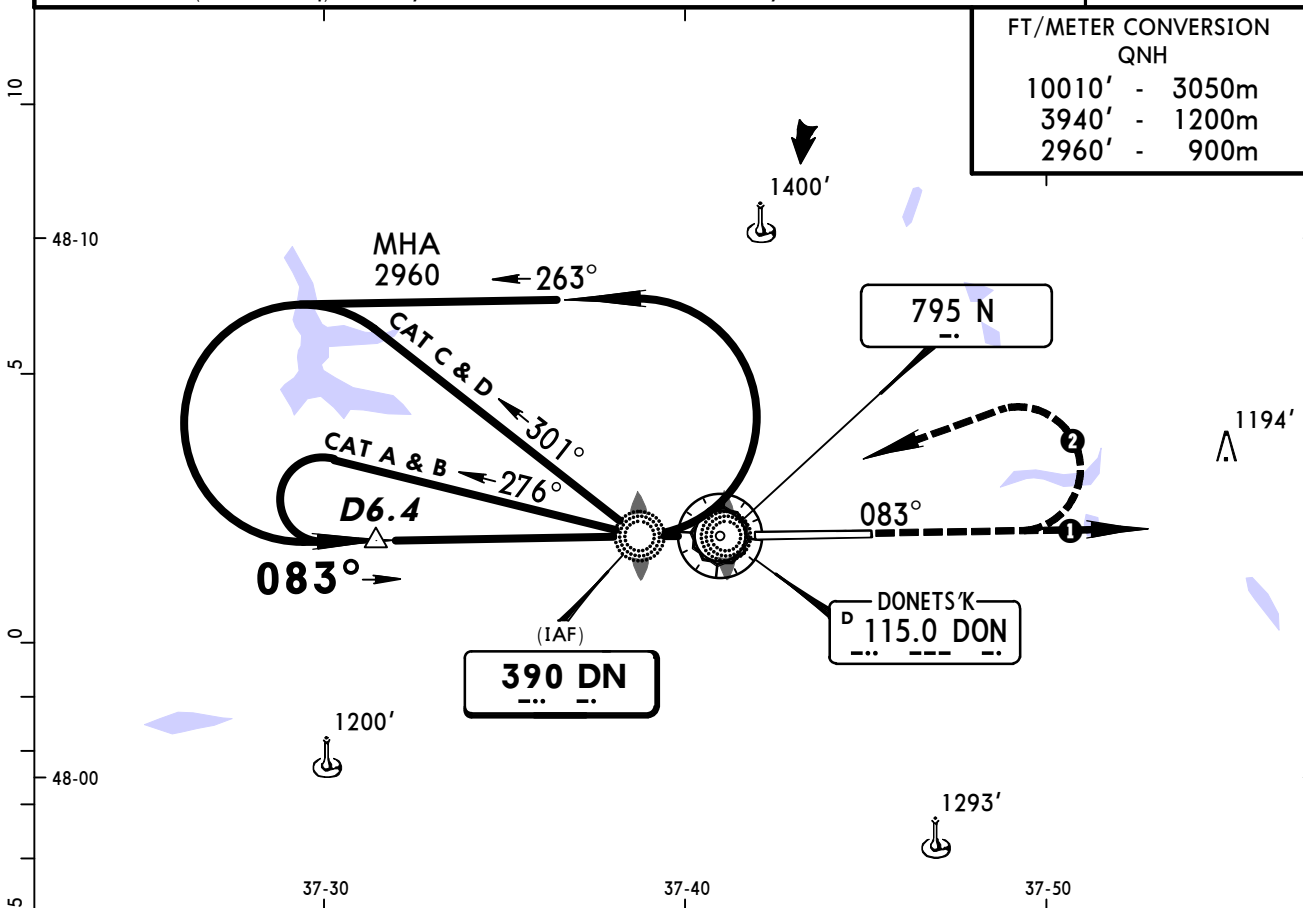 FT/METER CONVERSION
QNH
10010' - 3050m
3940' - 1200m
2960' - 900m
10
1400'
48-10
MHA
2960
263°
795 N
5
CAT C & D
301°
1194'
2
CAT A & B
276°
D6.4
083°
1
083°
DONETS'K
D 115.0 DON
0
(IAF)
390 DN
1200'
48-00
1293'
37-30
37-40
37-50
5